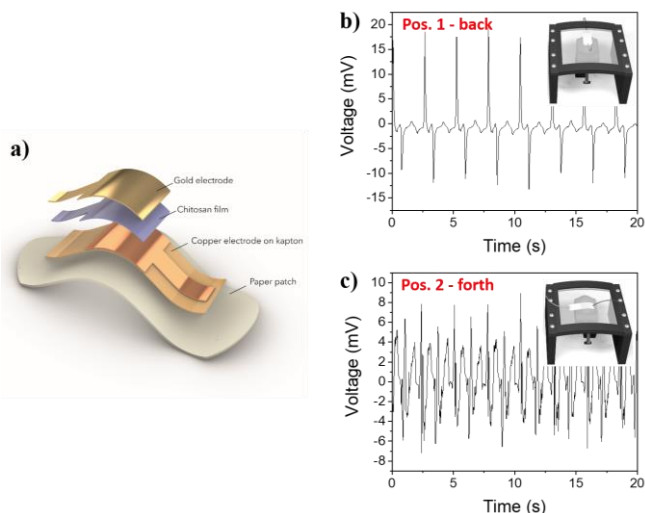 a)
Gold electrode
Chitosan film
Copper electrode on kapton
Paper patch
b)
Pos. 1 - back
Voltage (mV)
20
15
10
5
0
-5
-10
-15
0 5 10 15 20
Time (s)
c)
Pos. 2 - forth
Voltage (mV)
8
6
4
2
0
-2
-4
-6
-8
0 5 10 15 20
Time (s)